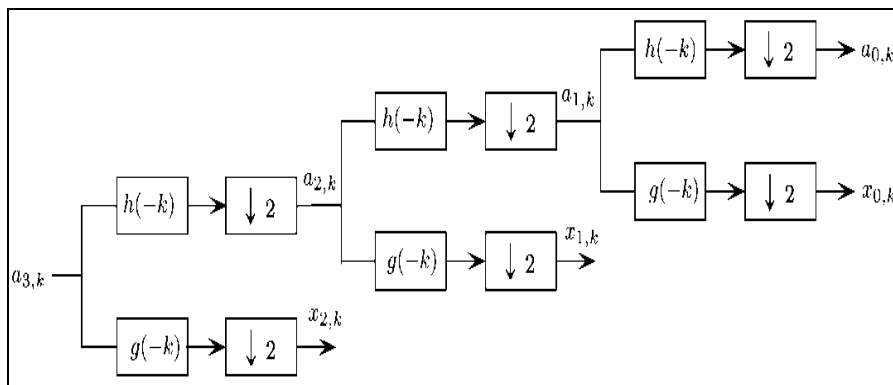 h(-k) ↓ 2 a_{0,k}
a_{1,k}
h(-k) ↓ 2
g(-k) ↓ 2 x_{0,k}
a_{2,k}
h(-k) ↓ 2
x_{1,k}
g(-k) ↓ 2
a_{3,k}
x_{2,k}
g(-k) ↓ 2